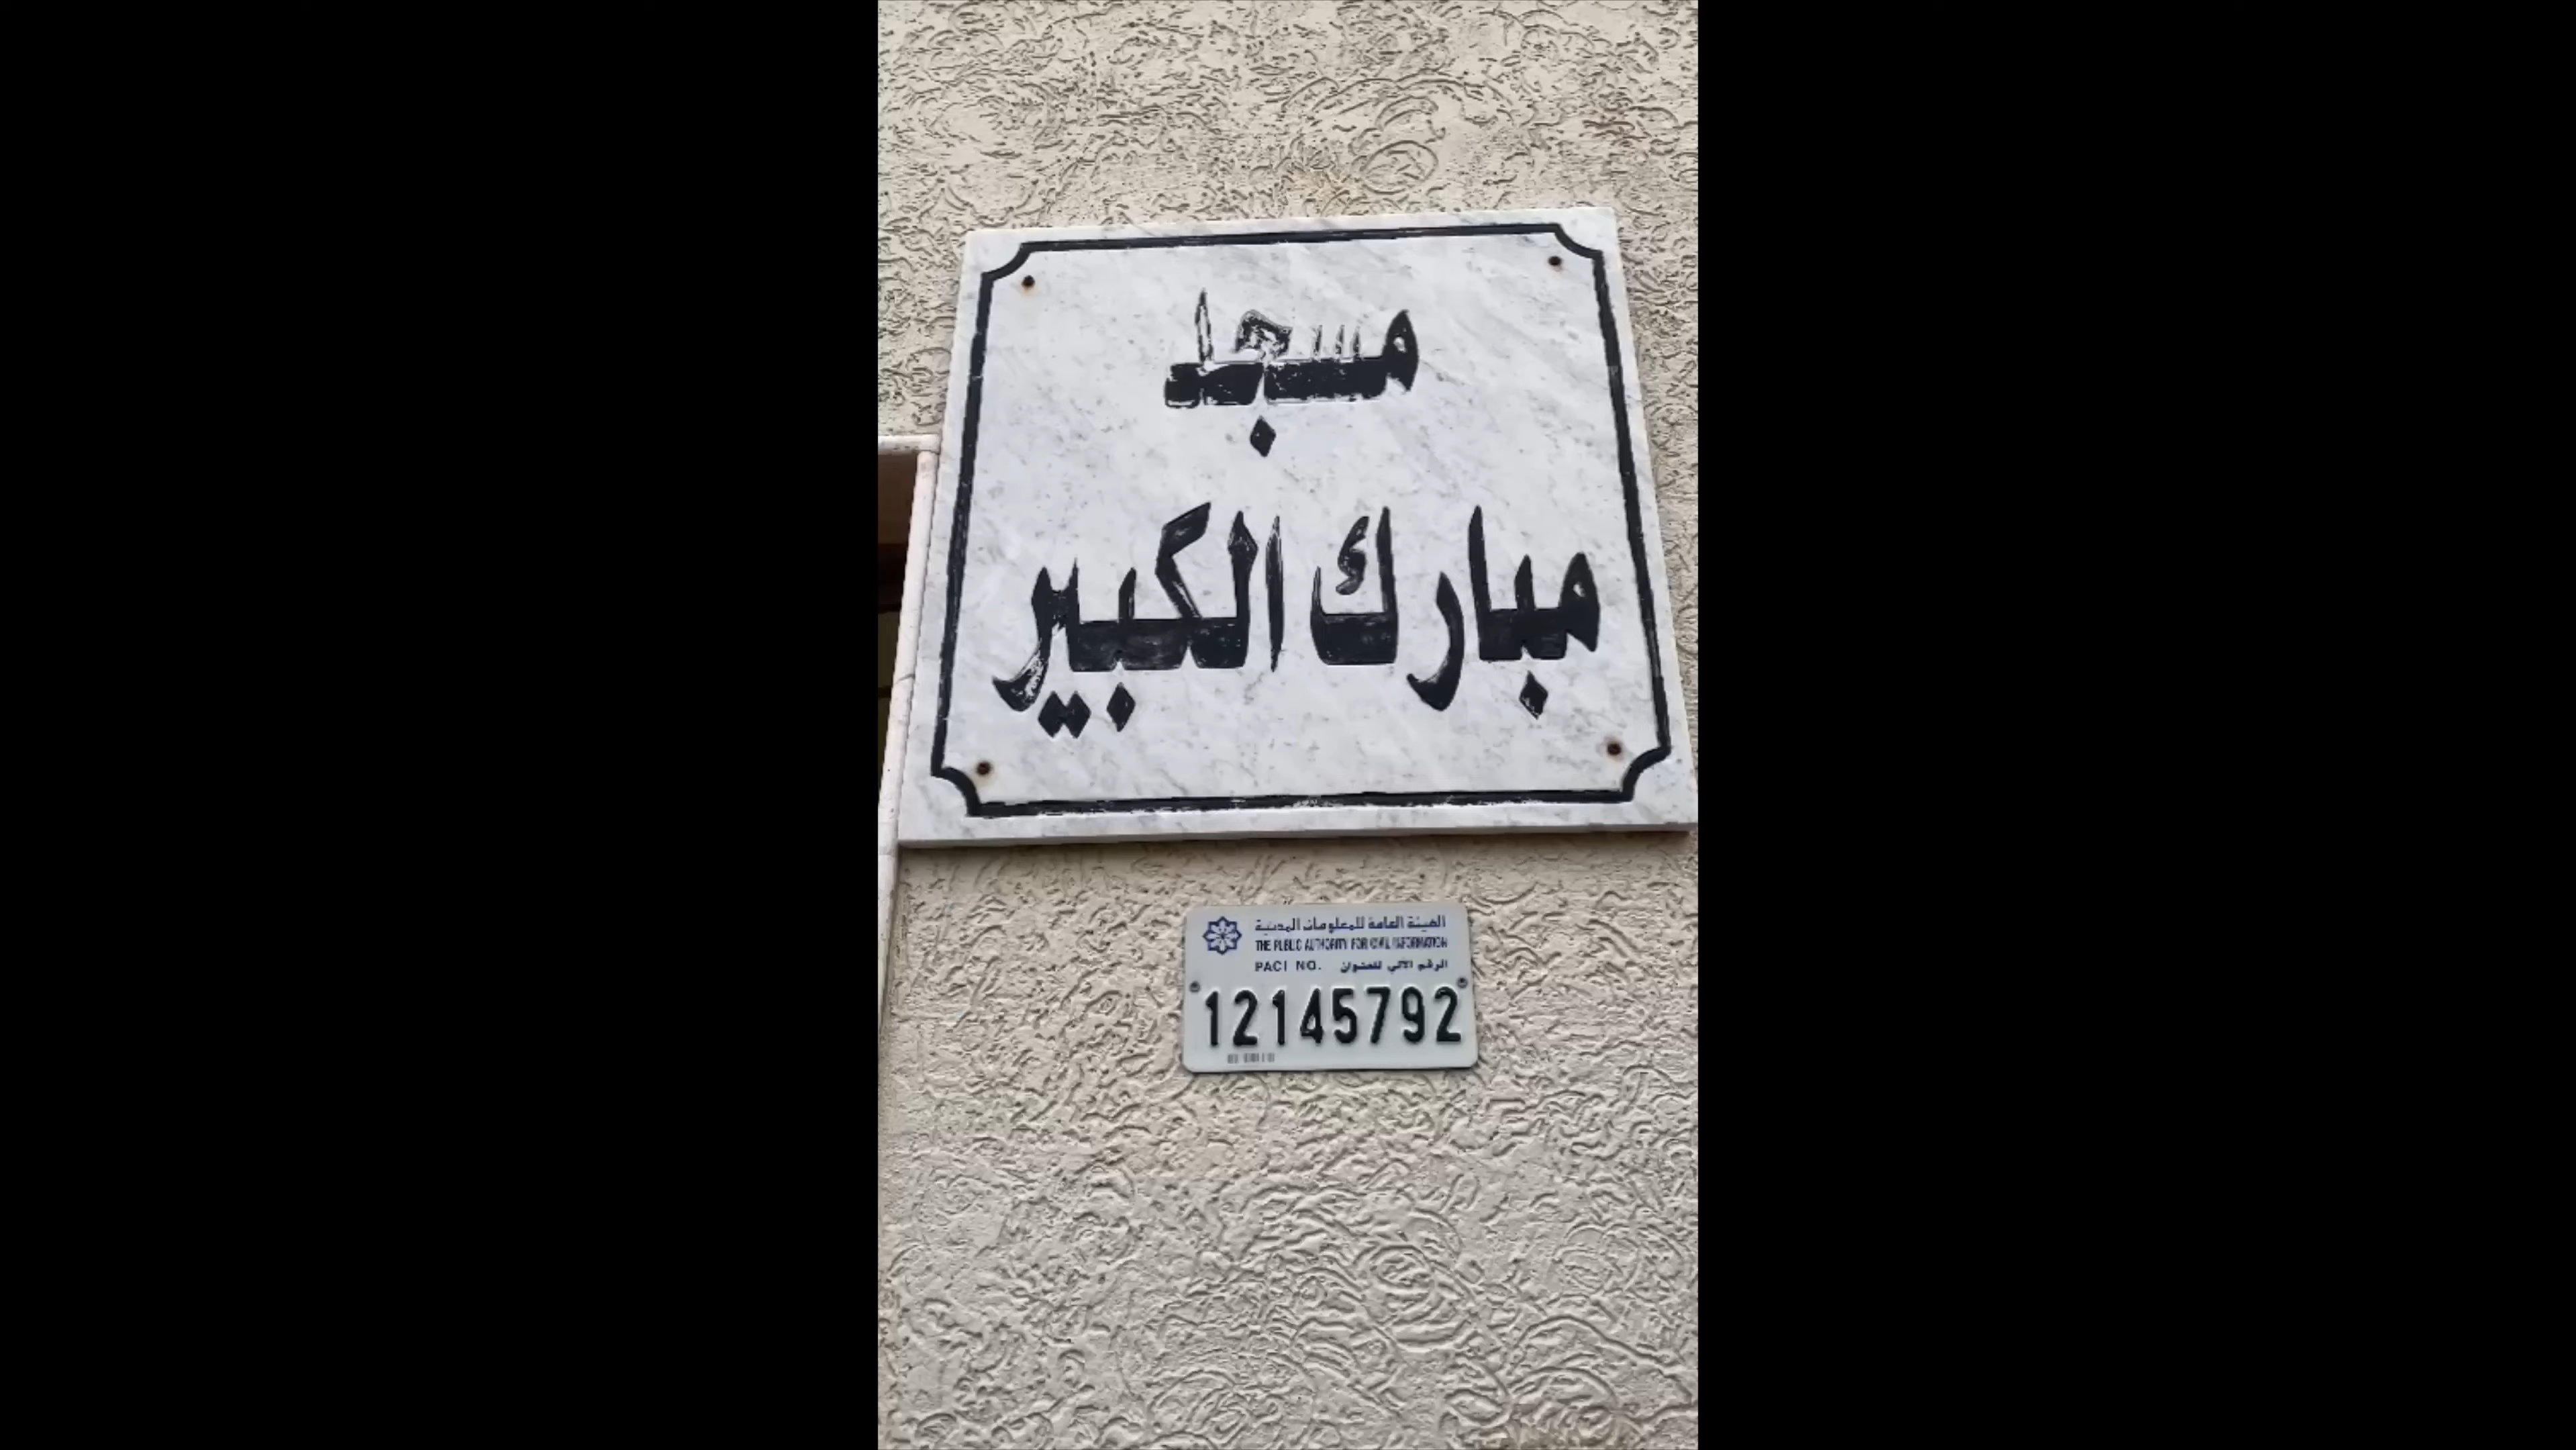 مسجد
مبارك الكبير
الهيئة العامة للمعلومات المدنية
THE PUBLIC AUTHORITY FOR CIVIL INFORMATION
PACI NO. الرقم الآلي للعنوان
12145792